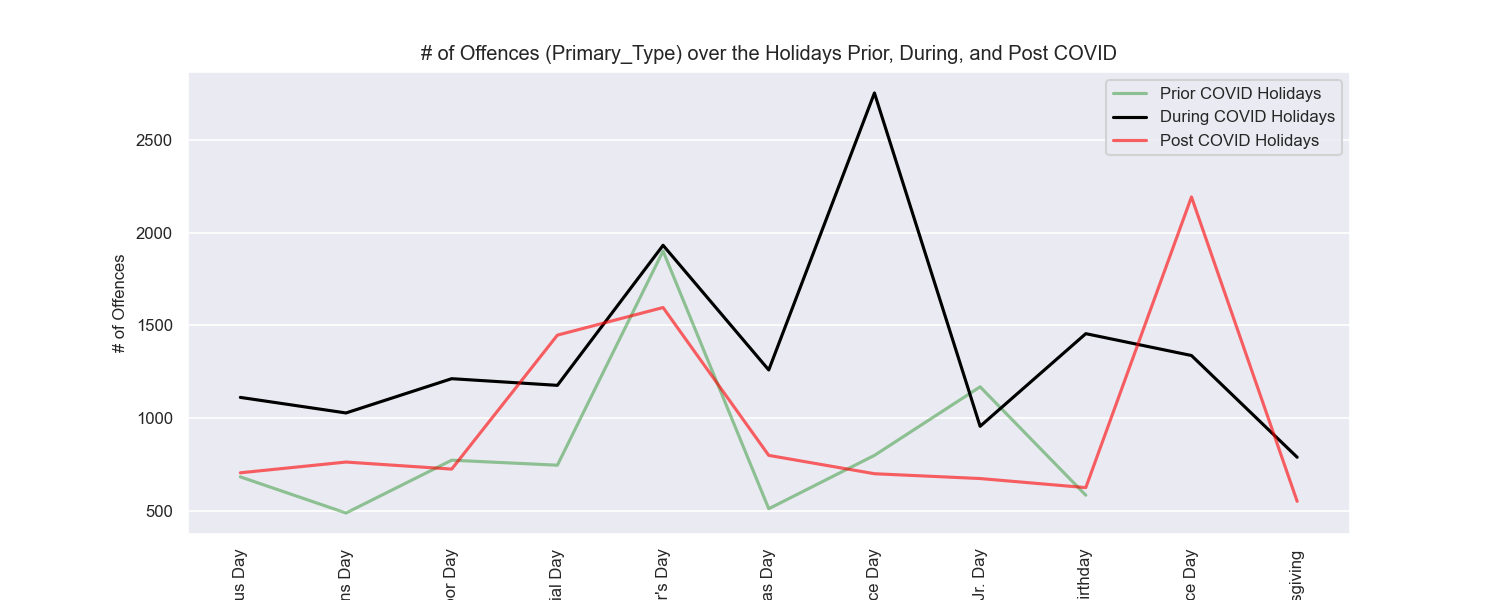 # of Offences (Primary_Type) over the Holidays Prior, During, and Post COVID
Prior COVID Holidays
During COVID Holidays
Post COVID Holidays
# of Offences
2500
2000
1500
1000
500
us Day
ns Day
or Day
ial Day
r's Day
as Day
ce Day
Jr. Day
irthday
ce Day
sgiving